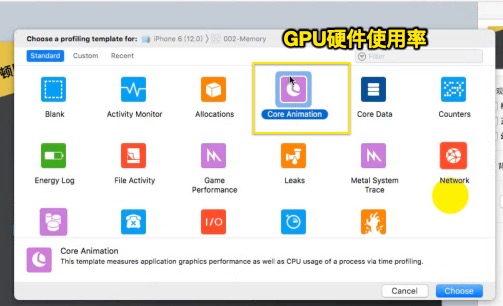 Choose a profiling template for: iPhone 6 (12.0) 002-Memory
GPU硬件使用率
Standard Custom Recent Filter
Blank Activity Monitor Allocations Core Animation Core Data Counters
Energy Log File Activity Game Performance Leaks Metal System Trace Network
I/O
Core Animation
This template measures application graphics performance as well as CPU usage of a process via time profiling.
Cancel Choose